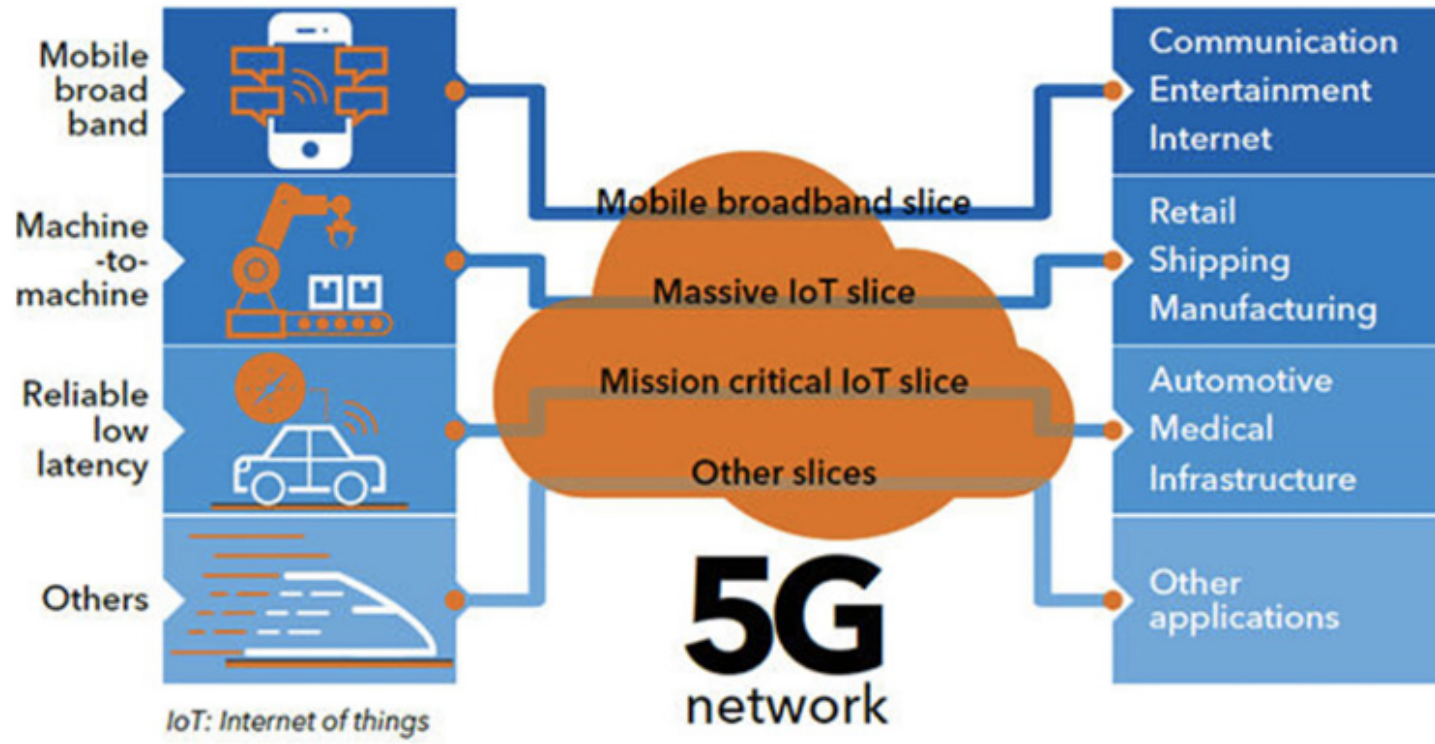 Mobile
broad
band
Machine
-to-
machine
Reliable
low
latency
Others
IoT: Internet of things
Mobile broadband slice
Massive IoT slice
Mission critical IoT slice
Other slices
5G
network
Communication
Entertainment
Internet
Retail
Shipping
Manufacturing
Automotive
Medical
Infrastructure
Other
applications